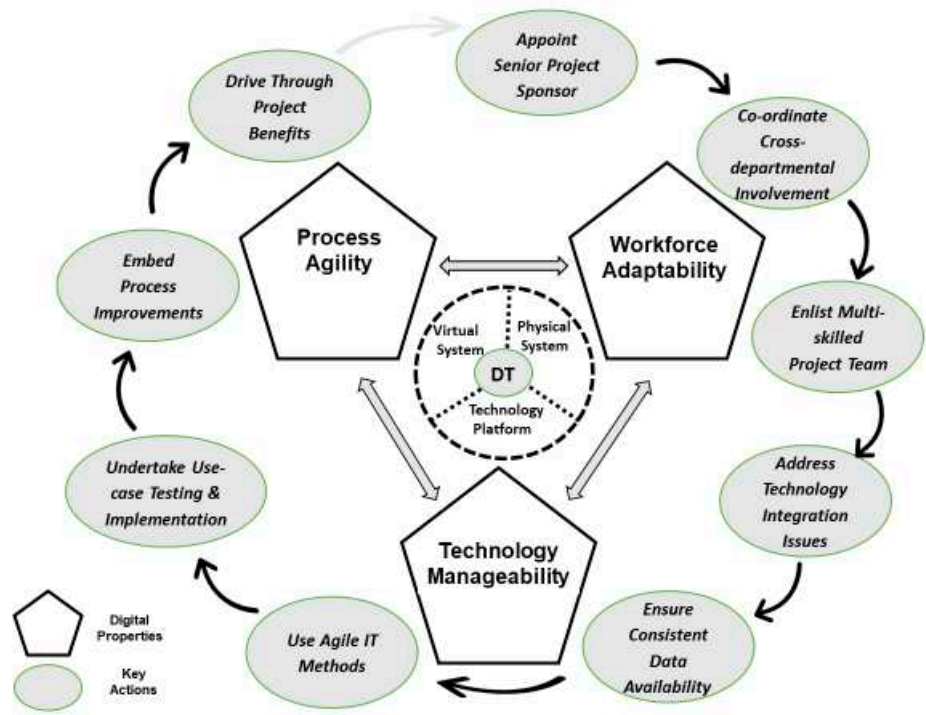 Appoint
Senior Project
Sponsor
Co-ordinate
Cross-
departmental
Involvement
Enlist Multi-
skilled
Project Team
Address
Technology
Integration
Issues
Ensure
Consistent
Data
Availability
Use Agile IT
Methods
Undertake Use-
case Testing &
Implementation
Embed
Process
Improvements
Drive Through
Project
Benefits
Process
Agility
Workforce
Adaptability
Technology
Manageability
Virtual
System
Physical
System
DT
Technology
Platform
Digital
Properties
Key
Actions